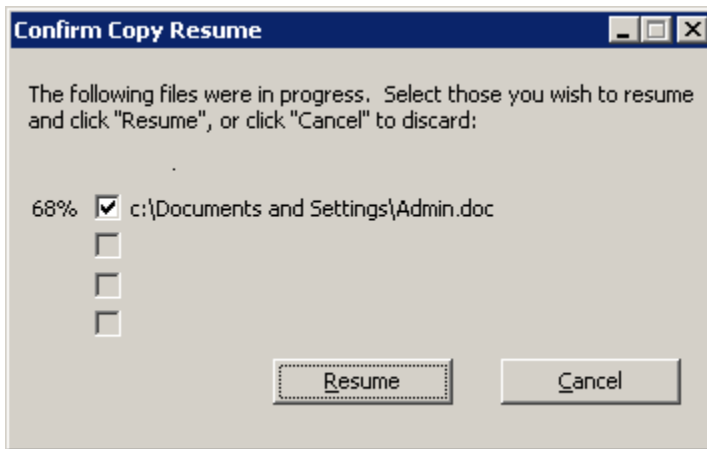 Confirm Copy Resume
The following files were in progress.  Select those you wish to resume
and click "Resume", or click "Cancel" to discard:
.
68% c:\Documents and Settings\Admin.doc
Resume Cancel